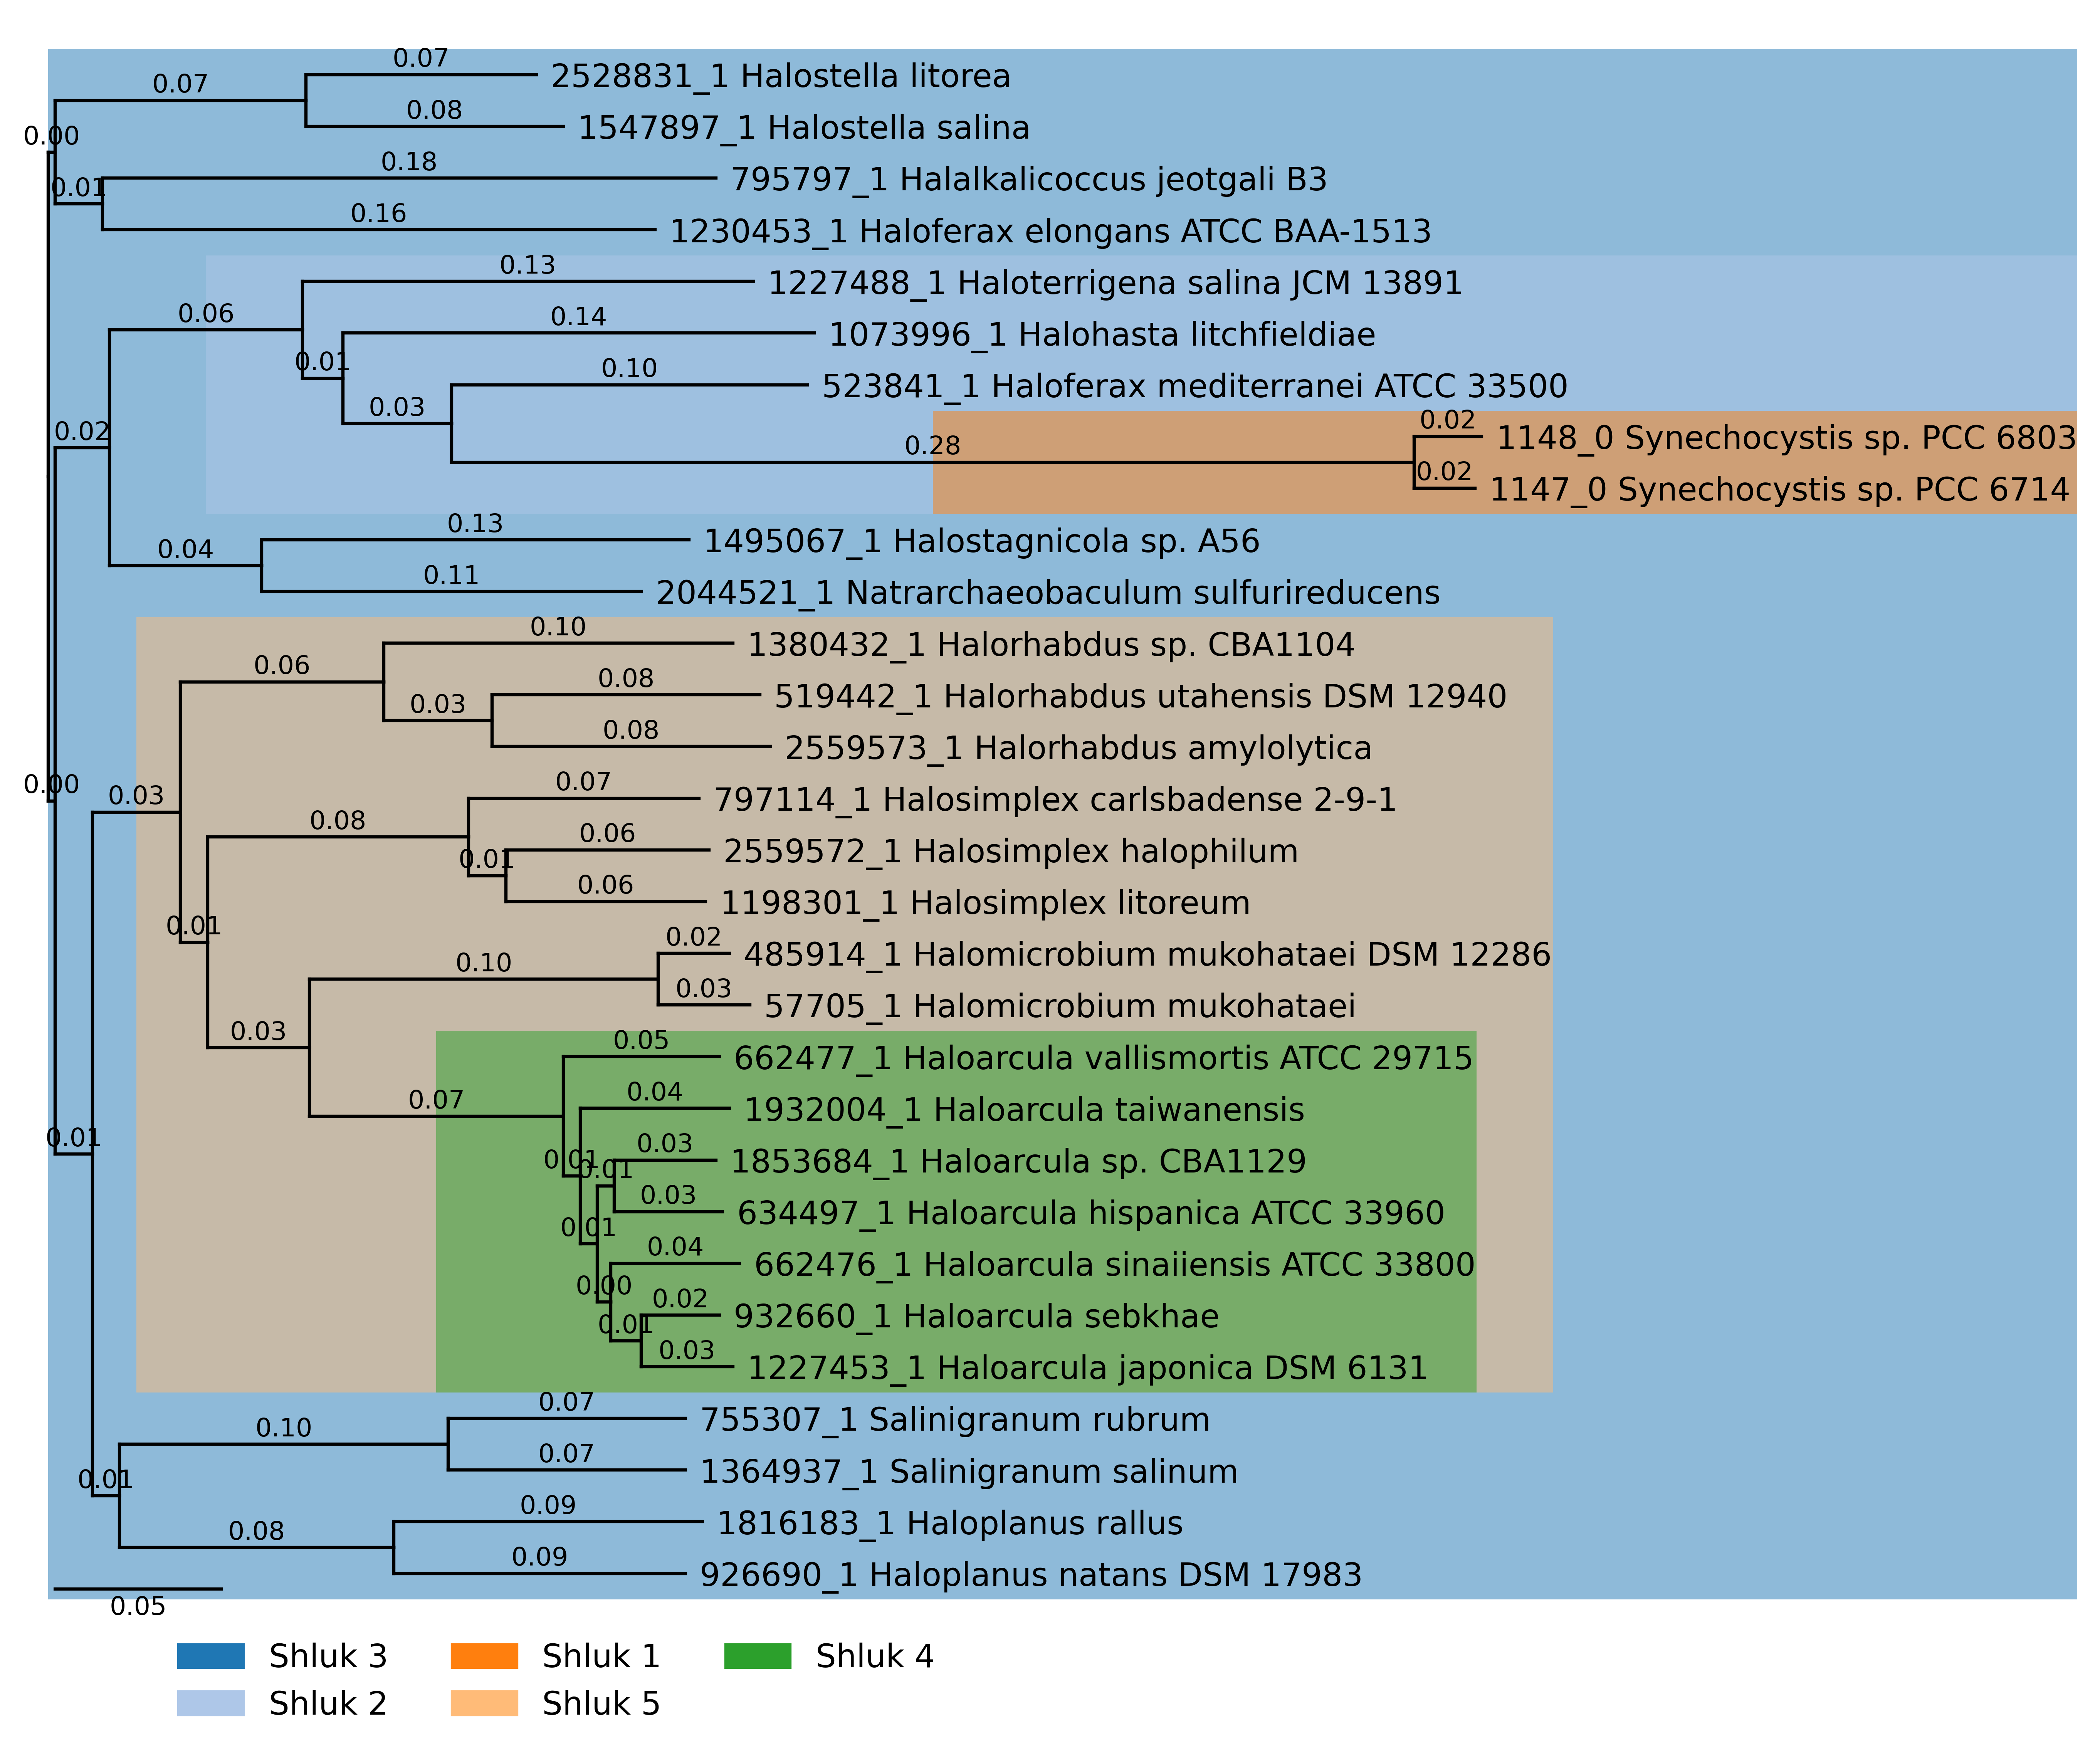 0.07
2528831_1 Halostella litorea
0.07
0.08
1547897_1 Halostella salina
0.00
0.18
795797_1 Halalkalicoccus jeotgali B3
0.01
0.16
1230453_1 Haloferax elongans ATCC BAA-1513
0.13
1227488_1 Haloterrigena salina JCM 13891
0.06
0.14
1073996_1 Halohasta litchfieldiae
0.01
0.10
523841_1 Haloferax mediterranei ATCC 33500
0.03
0.02
1148_0 Synechocystis sp. PCC 6803
0.02
0.28
0.02
1147_0 Synechocystis sp. PCC 6714
0.13
1495067_1 Halostagnicola sp. A56
0.04
0.11
2044521_1 Natrarchaeobaculum sulfurireducens
0.10
1380432_1 Halorhabdus sp. CBA1104
0.06
0.08
519442_1 Halorhabdus utahensis DSM 12940
0.03
0.08
2559573_1 Halorhabdus amylolytica
0.00
0.03
0.07
797114_1 Halosimplex carlsbadense 2-9-1
0.08
0.06
2559572_1 Halosimplex halophilum
0.01
0.06
1198301_1 Halosimplex litoreum
0.01
0.02
485914_1 Halomicrobium mukohataei DSM 12286
0.10
0.03
57705_1 Halomicrobium mukohataei
0.03
0.05
662477_1 Haloarcula vallismortis ATCC 29715
0.07
0.04
1932004_1 Haloarcula taiwanensis
0.01
0.03
1853684_1 Haloarcula sp. CBA1129
0.01
0.01
0.03
634497_1 Haloarcula hispanica ATCC 33960
0.01
0.04
662476_1 Haloarcula sinaiiensis ATCC 33800
0.00
0.02
932660_1 Haloarcula sebkhae
0.01
0.03
1227453_1 Haloarcula japonica DSM 6131
0.07
755307_1 Salinigranum rubrum
0.10
0.07
1364937_1 Salinigranum salinum
0.01
0.09
1816183_1 Haloplanus rallus
0.08
0.09
926690_1 Haloplanus natans DSM 17983
0.05
Shluk 3
Shluk 1
Shluk 4
Shluk 2
Shluk 5